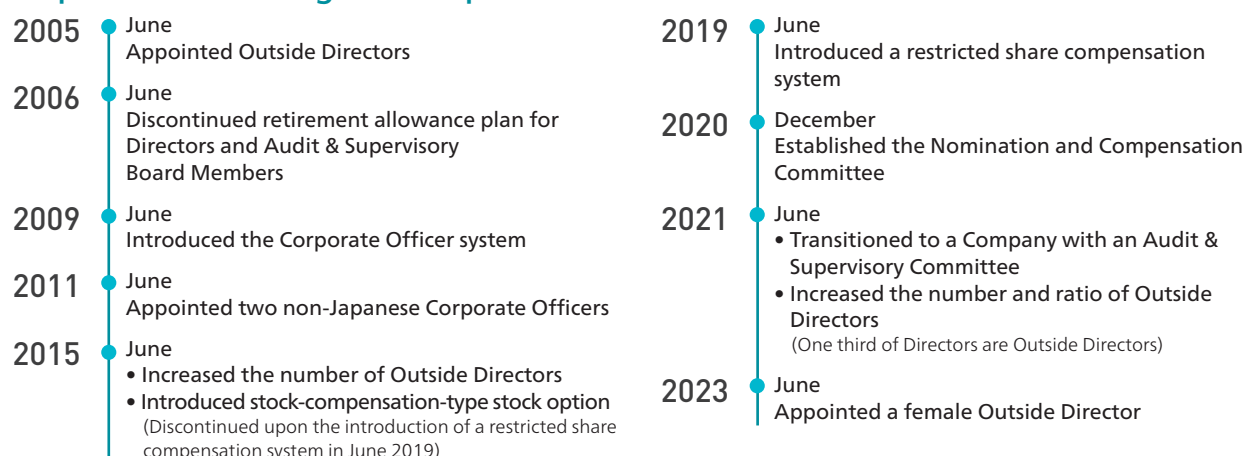 2005
June
Appointed Outside Directors
2006
June
Discontinued retirement allowance plan for
Directors and Audit & Supervisory
Board Members
2009
June
Introduced the Corporate Officer system
2011
June
Appointed two non-Japanese Corporate Officers
2015
June
• Increased the number of Outside Directors
• Introduced stock-compensation-type stock option
(Discontinued upon the introduction of a restricted share
compensation system in June 2019)
2019
June
Introduced a restricted share compensation
system
2020
December
Established the Nomination and Compensation
Committee
2021
June
• Transitioned to a Company with an Audit &
Supervisory Committee
• Increased the number and ratio of Outside
Directors
(One third of Directors are Outside Directors)
2023
June
Appointed a female Outside Director